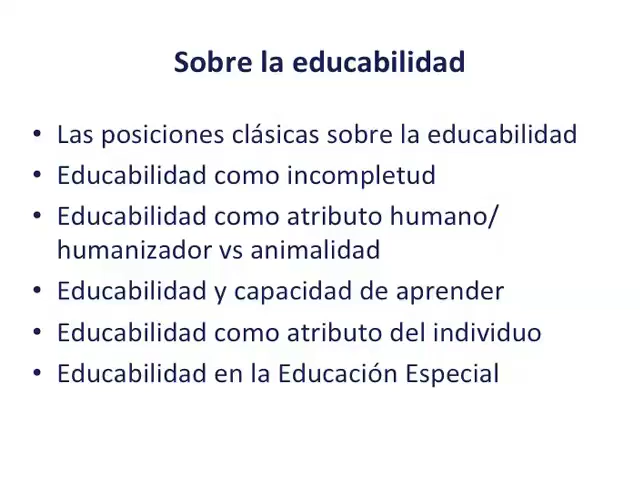 Sobre la educabilidad
• Las posiciones clásicas sobre la educabilidad
• Educabilidad como incompletud
• Educabilidad como atributo humano/
humanizador vs animalidad
• Educabilidad y capacidad de aprender
• Educabilidad como atributo del individuo
• Educabilidad en la Educación Especial